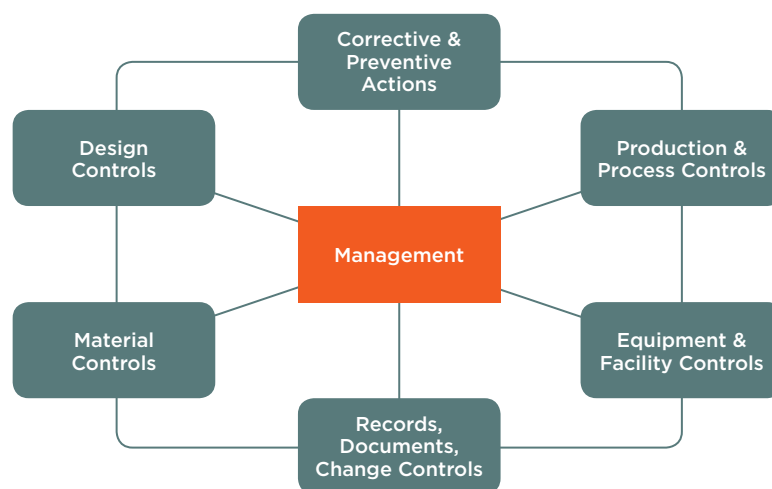 Corrective &
Preventive
Actions
Design
Controls
Production &
Process Controls
Management
Material
Controls
Equipment &
Facility Controls
Records,
Documents,
Change Controls